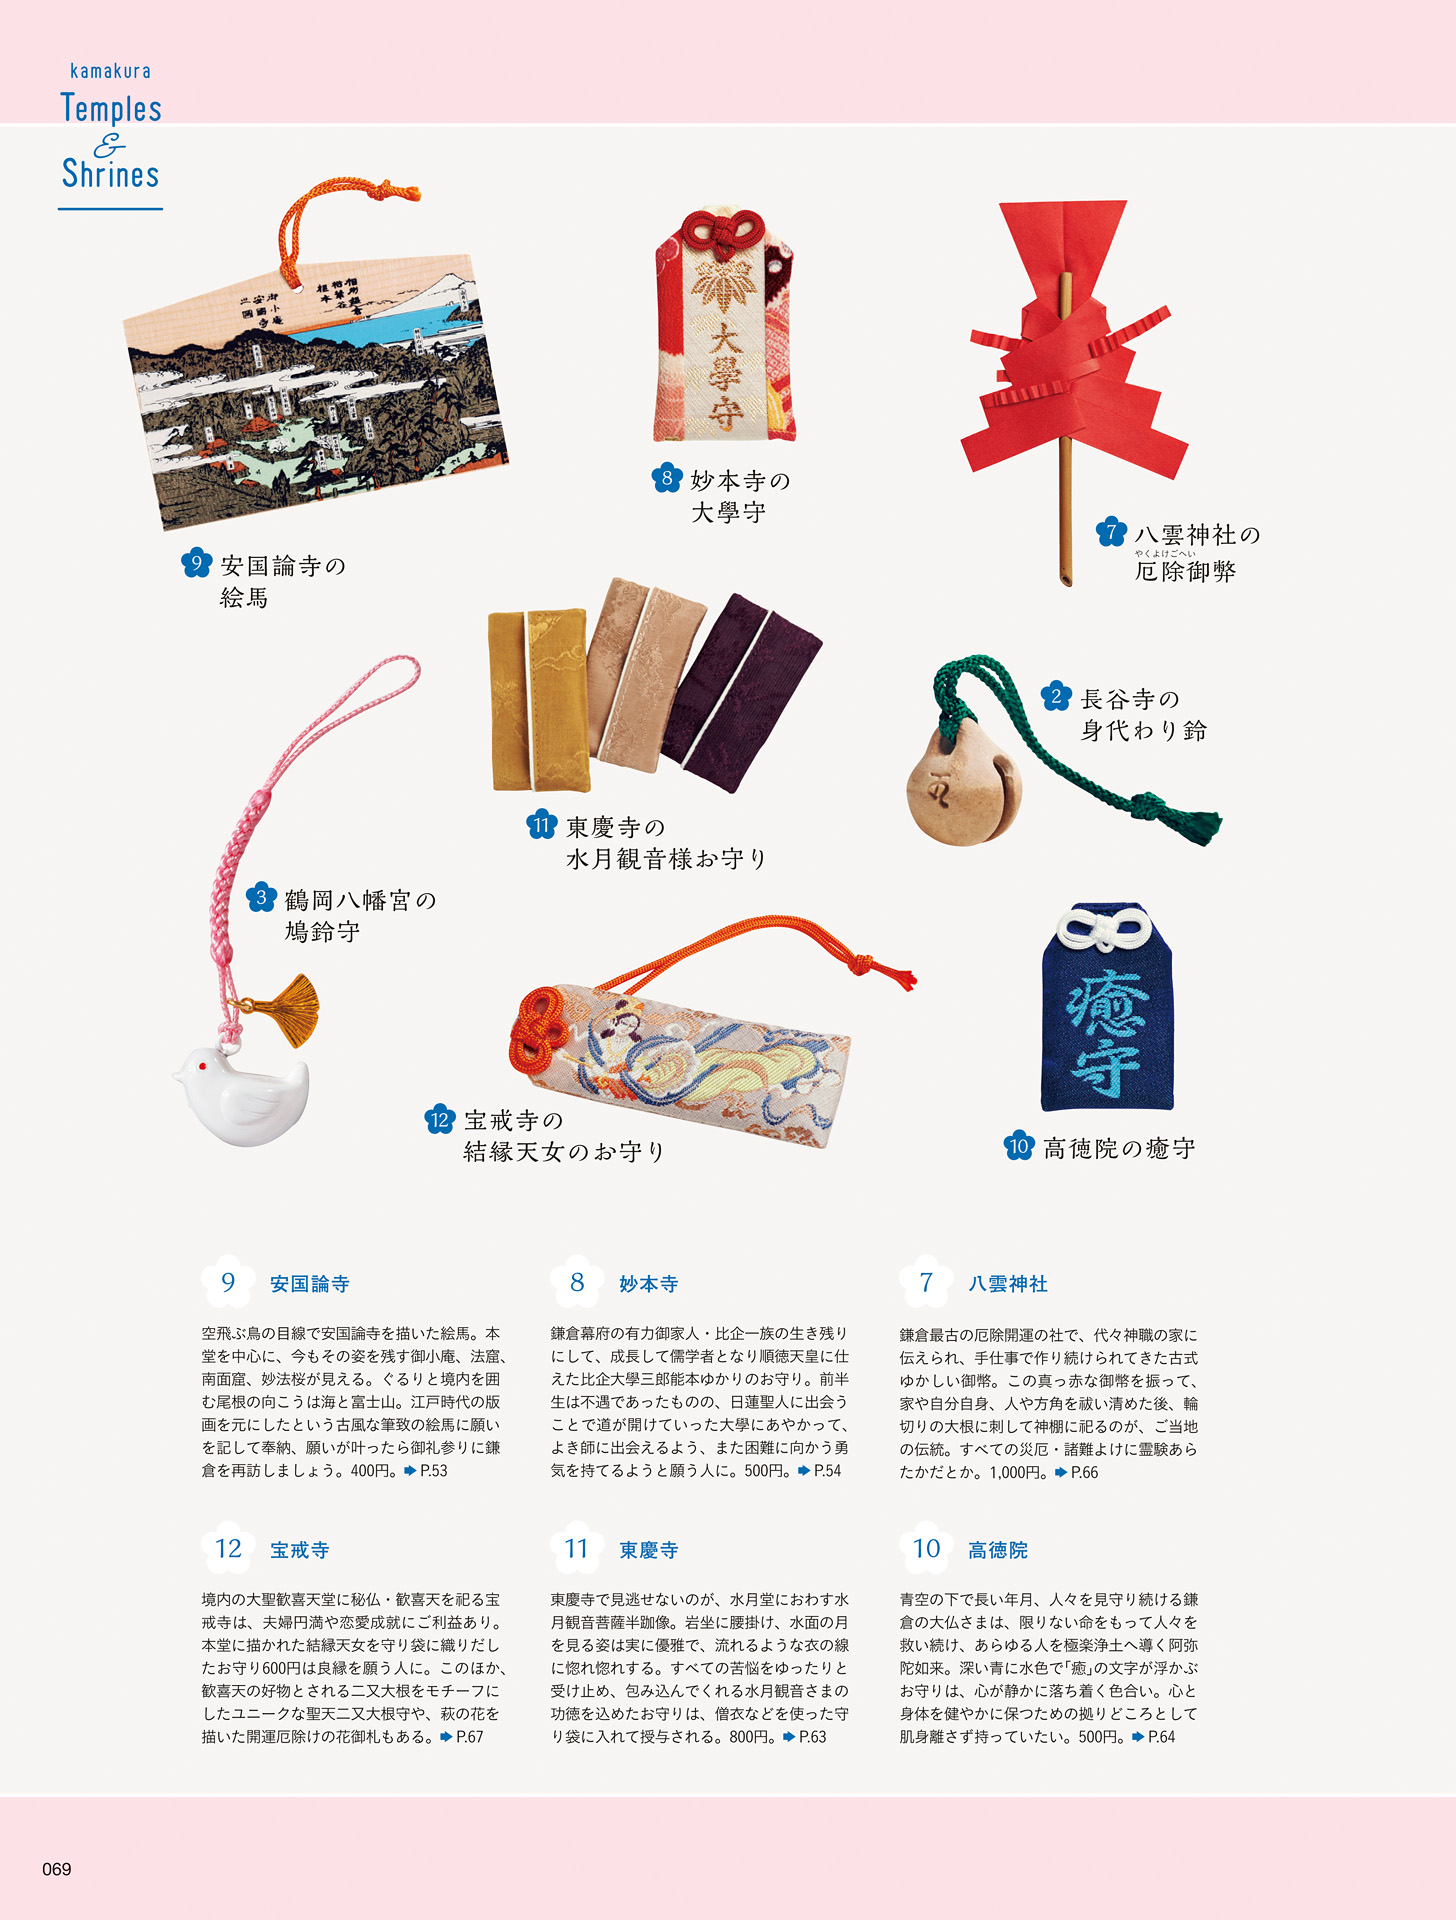 kamakura
Temples
&
Shrines
相州鎌倉
松葉谷
根本
御小庵
安國寺
三國
大學守
9 安国論寺の
絵馬
8 妙本寺の
大學守
7 八雲神社の
やくよけごへい
厄除御幣
2 長谷寺の
身代わり鈴
11 東慶寺の
水月観音様お守り
3 鶴岡八幡宮の
鳩鈴守
癒守
12 宝戒寺の
結縁天女のお守り
10 高徳院の癒守
9 安国論寺
空飛ぶ鳥の目線で安国論寺を描いた絵馬。本
堂を中心に、今もその姿を残す御小庵、法窟、
南面窟、妙法桜が見える。ぐるりと境内を囲
む尾根の向こうは海と富士山。江戸時代の版
画を元にしたという古風な筆致の絵馬に願い
を記して奉納、願いが叶ったら御礼参りに鎌
倉を再訪しましょう。400円。➡P.53
8 妙本寺
鎌倉幕府の有力御家人・比企一族の生き残り
にして、成長して儒学者となり順徳天皇に仕
えた比企大學三郎能本ゆかりのお守り。前半
生は不遇であったものの、日蓮聖人に出会う
ことで道が開けていった大學にあやかって、
よき師に出会えるよう、また困難に向かう勇
気を持てるようと願う人に。500円。➡P.54
7 八雲神社
鎌倉最古の厄除開運の社で、代々神職の家に
伝えられ、手仕事で作り続けられてきた古式
ゆかしい御幣。この真っ赤な御幣を振って、
家や自分自身、人や方角を祓い清めた後、輪
切りの大根に刺して神棚に祀るのが、ご当地
の伝統。すべての災厄・諸難よけに霊験あら
たかだとか。1,000円。➡P.66
12 宝戒寺
境内の大聖歓喜天堂に秘仏・歓喜天を祀る宝
戒寺は、夫婦円満や恋愛成就にご利益あり。
本堂に描かれた結縁天女を守り袋に織りだし
たお守り600円は良縁を願う人に。このほか、
歓喜天の好物とされる二又大根をモチーフに
したユニークな聖天二又大根守や、萩の花を
描いた開運厄除けの花御札もある。➡P.67
11 東慶寺
東慶寺で見逃せないのが、水月堂におわす水
月観音菩薩半跏像。岩坐に腰掛け、水面の月
を見る姿は実に優雅で、流れるような衣の線
に惚れ惚れする。すべての苦悩をゆったりと
受け止め、包み込んでくれる水月観音さまの
功徳を込めたお守りは、僧衣などを使った守
り袋に入れて授与される。800円。➡P.63
10 高徳院
青空の下で長い年月、人々を見守り続ける鎌
倉の大仏さまは、限りない命をもって人々を
救い続け、あらゆる人を極楽浄土へ導く阿弥
陀如来。深い青に水色で「癒」の文字が浮かぶ
お守りは、心が静かに落ち着く色合い。心と
身体を健やかに保つための拠りどころとして
肌身離さず持っていたい。500円。➡P.64
069